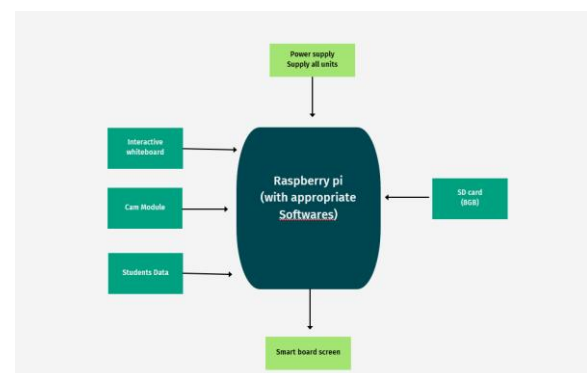 Power supply
Supply all units
Interactive
whiteboard
Raspberry pi
(with appropriate
Softwares)
Cam Module
SD card
(8GB)
Students Data
Smart board screen